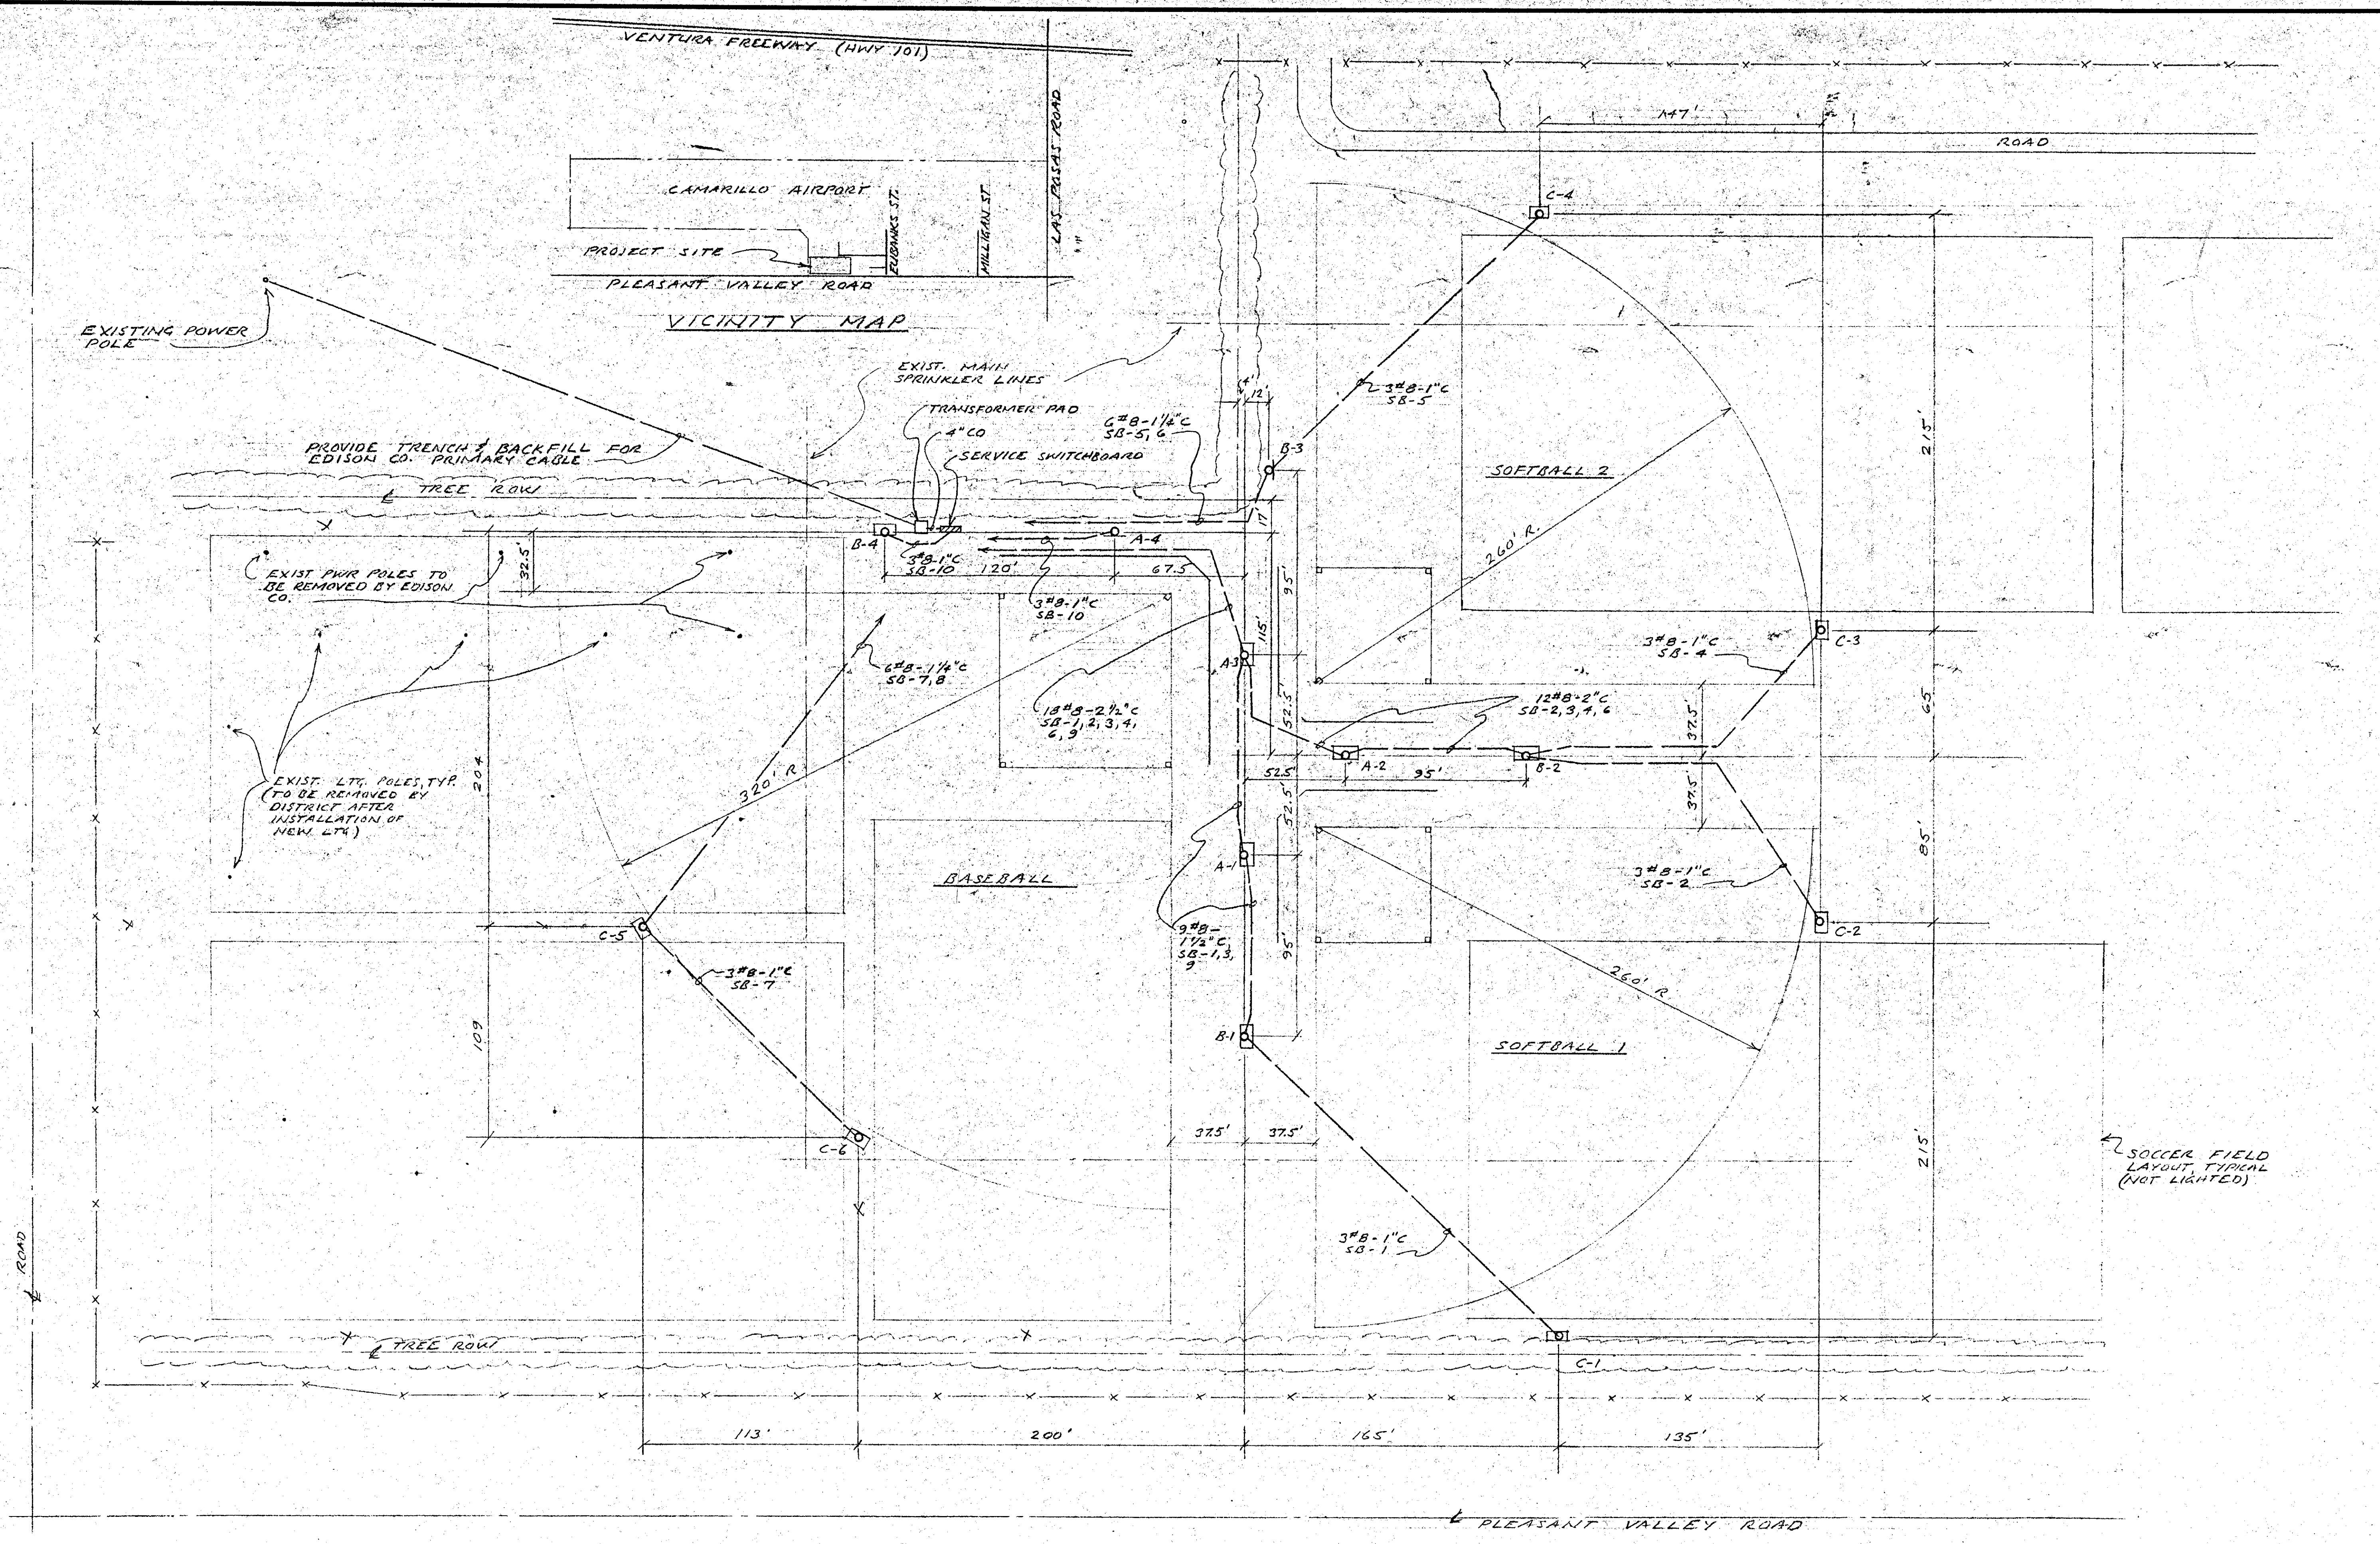 VENTURA FREEWAY (HWY 101)
LAS POSAS ROAD
CAMARILLO AIRPORT
EUBANKS ST.
MILLIGAN ST
PROJECT SITE
PLEASANT VALLEY ROAD
VICINITY MAP
147'
ROAD
C-4
EXISTING POWER
POLE
EXIST. MAIN
SPRINKLER LINES
TRANSFORMER PAD
4" CO
SERVICE SWITCHBOARD
6#8-1¼"C
SB-5, 6
4'
12'
3#8-1"C
SB-5
B-3
215'
PROVIDE TRENCH & BACKFILL FOR
EDISON CO. PRIMARY CABLE
℄ TREE ROW
SOFTBALL 2
260' R.
17'
B-4
A-4
3#8-1"C
SB-10
120'
67.5
32.5'
EXIST PWR POLES TO
BE REMOVED BY EDISON
CO.
3#8-1"C
SB-10
95'
115'
A-3
3#8-1"C
SB-4
C-3
6#8-1¼"C
SB-7,8
18#8-2½"C
SB-1,2,3,4,
6,9
52.5'
12#8-2"C
SB-2,3,4,6
37.5'
65'
A-2
B-2
52.5'
95'
EXIST. LTG. POLES, TYP.
(TO BE REMOVED BY
DISTRICT AFTER
INSTALLATION OF
NEW LTG)
204
320' R
52.5'
37.5'
85'
A-1
BASEBALL
3#8-1"C
SB-2
C-2
C-5
9#8-
1½"C
SB-1,3,
9
95'
3#8-1"C
SB-7
260' R
109
B-1
SOFTBALL 1
C-6
37.5'
37.5'
215'
SOCCER FIELD
LAYOUT, TYPICAL
(NOT LIGHTED)
3#8-1"C
SB-1
ROAD
℄
℄ TREE ROW
C-1
113'
200'
165'
135'
℄ PLEASANT VALLEY ROAD